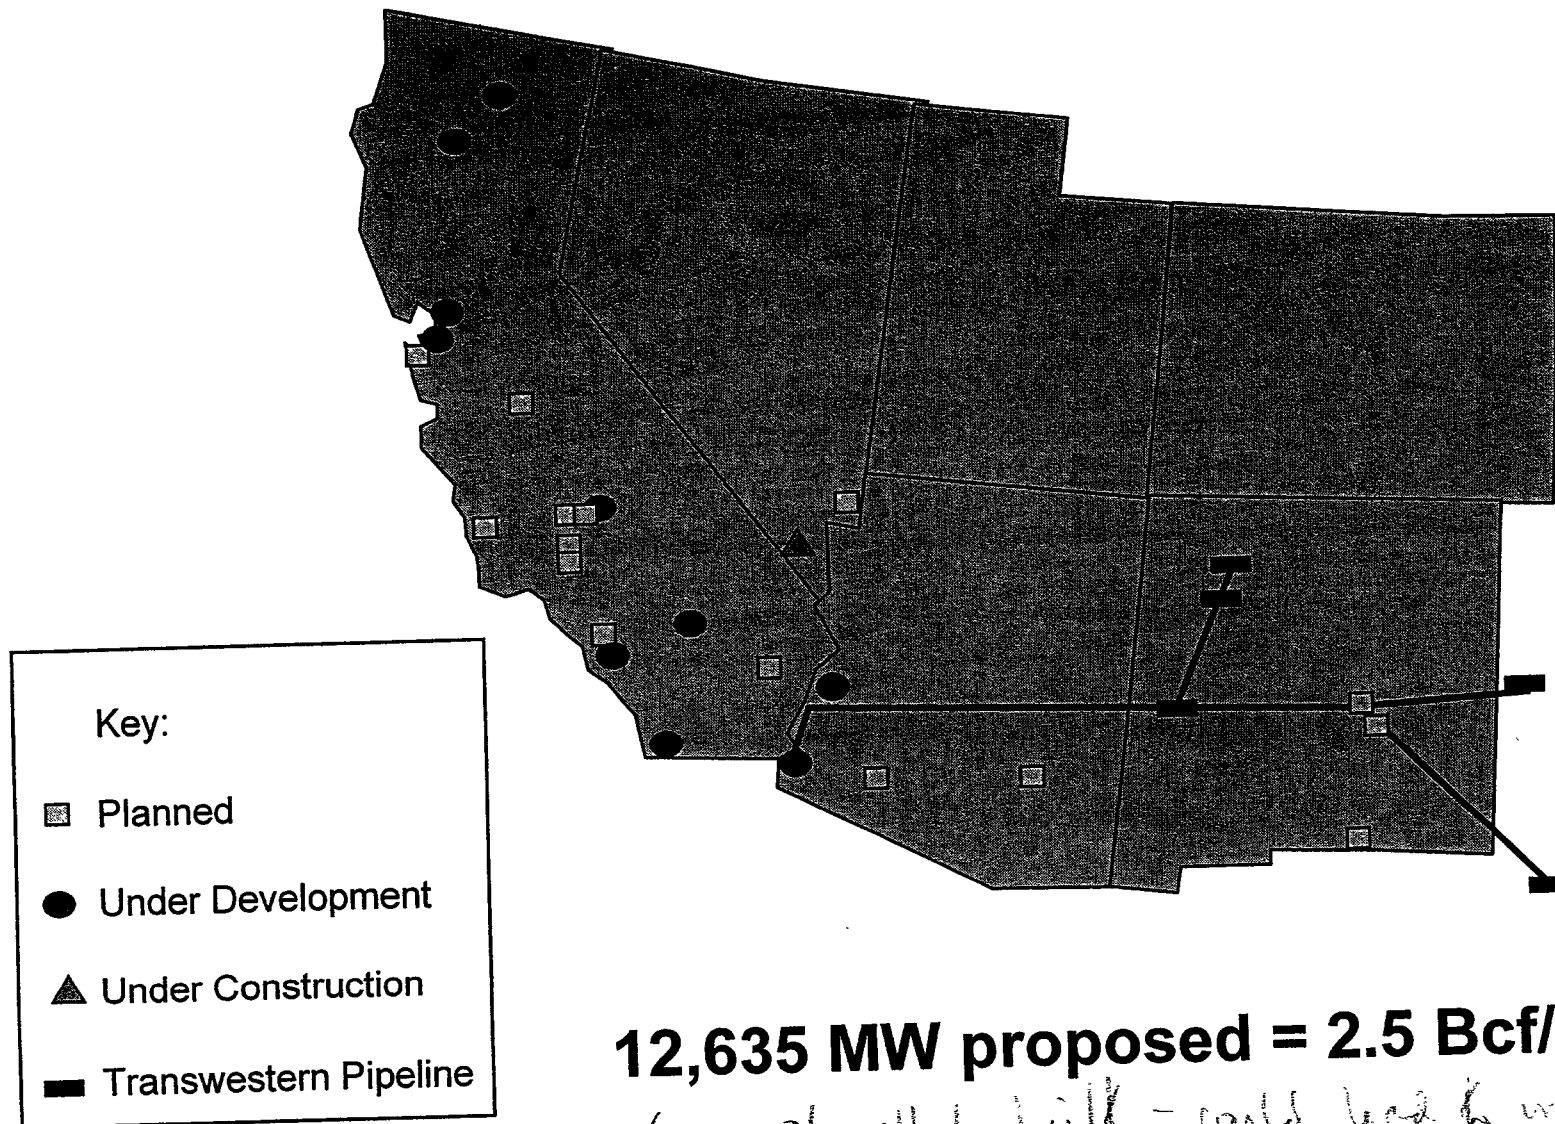 Key:
Planned
Under Development
Under Construction
Transwestern Pipeline
12,635 MW proposed = 2.5 Bcf/